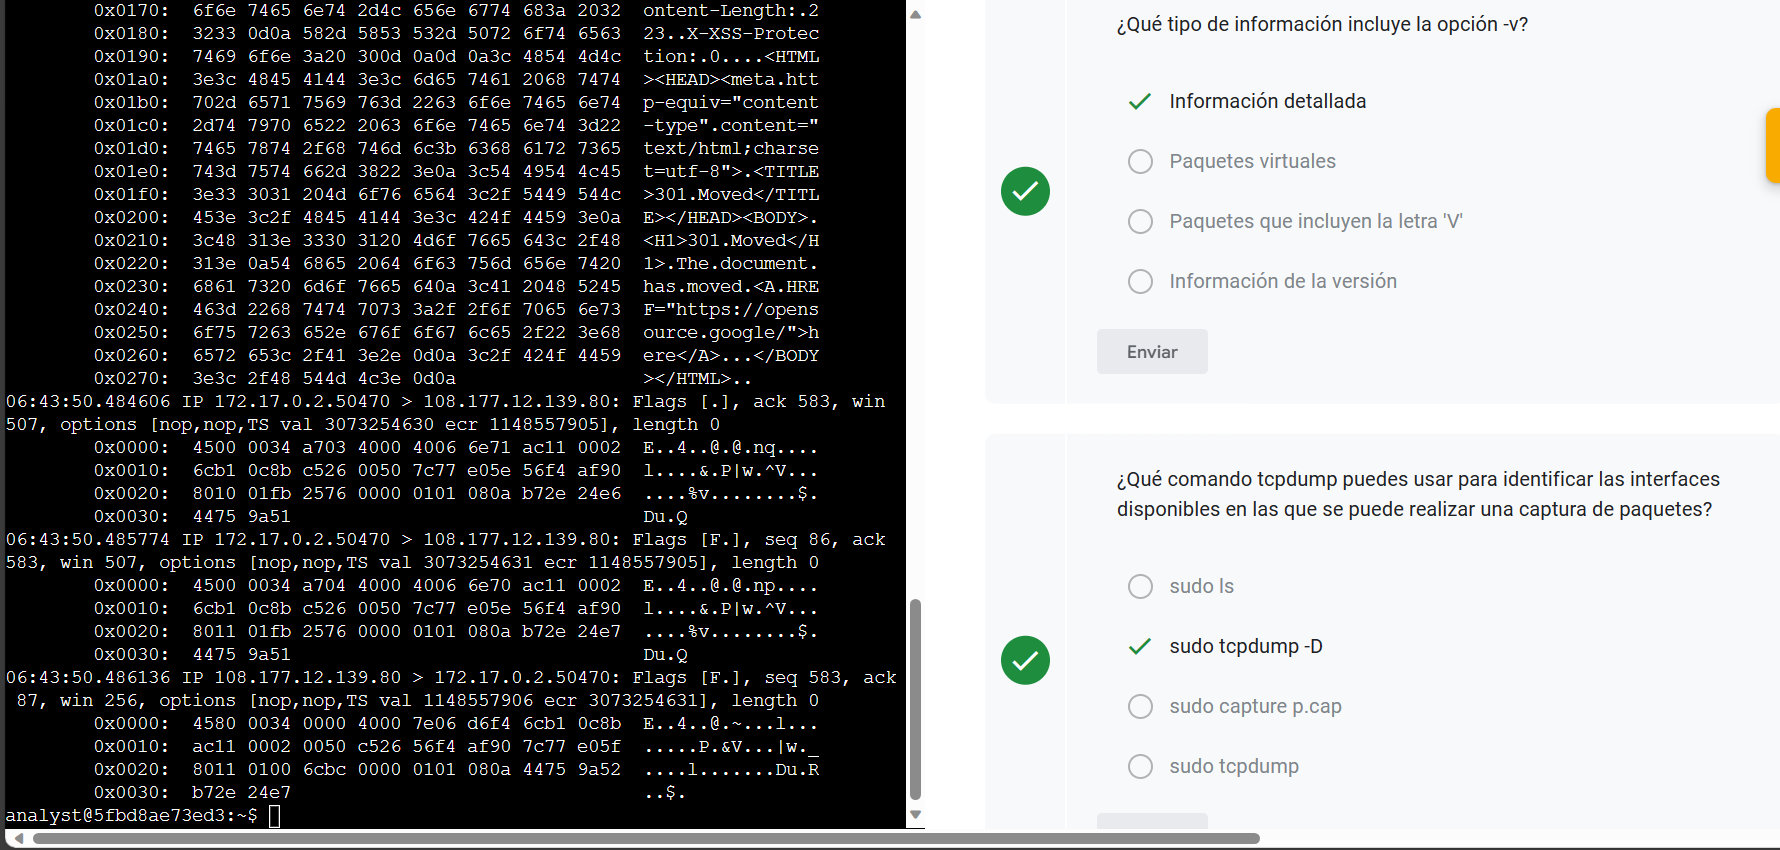 0x0170:  6f6e 7465 6e74 2d4c 656e 6774 683a 2032  ontent-Length:.2
0x0180:  3233 0d0a 582d 5853 532d 5072 6f74 6563  23..X-XSS-Protec
0x0190:  7469 6f6e 3a20 300d 0a0d 0a3c 4854 4d4c  tion:.0....<HTML
0x01a0:  3e3c 4845 4144 3e3c 6d65 7461 2068 7474  ><HEAD><meta.htt
0x01b0:  702d 6571 7569 763d 2263 6f6e 7465 6e74  p-equiv="content
0x01c0:  2d74 7970 6522 2063 6f6e 7465 6e74 3d22  -type".content="
0x01d0:  7465 7874 2f68 746d 6c3b 6368 6172 7365  text/html;charse
0x01e0:  743d 7574 662d 3822 3e0a 3c54 4954 4c45  t=utf-8">.<TITLE
0x01f0:  3e33 3031 204d 6f76 6564 3c2f 5449 544c  >301.Moved</TITL
0x0200:  453e 3c2f 4845 4144 3e3c 424f 4459 3e0a  E></HEAD><BODY>.
0x0210:  3c48 313e 3330 3120 4d6f 7665 643c 2f48  <H1>301.Moved</H
0x0220:  313e 0a54 6865 2064 6f63 756d 656e 7420  1>.The.document.
0x0230:  6861 7320 6d6f 7665 640a 3c41 2048 5245  has.moved.<A.HRE
0x0240:  463d 2268 7474 7073 3a2f 2f6f 7065 6e73  F="https://opens
0x0250:  6f75 7263 652e 676f 6f67 6c65 2f22 3e68  ource.google/">h
0x0260:  6572 653c 2f41 3e2e 0d0a 3c2f 424f 4459  ere</A>...</BODY
0x0270:  3e3c 2f48 544d 4c3e 0d0a  ></HTML>..
06:43:50.484606 IP 172.17.0.2.50470 > 108.177.12.139.80: Flags [.], ack 583, win
507, options [nop,nop,TS val 3073254630 ecr 1148557905], length 0
0x0000:  4500 0034 a703 4000 4006 6e71 ac11 0002  E..4..@.@.nq....
0x0010:  6cb1 0c8b c526 0050 7c77 e05e 56f4 af90  l....&.P|w.^V...
0x0020:  8010 01fb 2576 0000 0101 080a b72e 24e6  ....%v........$.
0x0030:  4475 9a51  Du.Q
06:43:50.485774 IP 172.17.0.2.50470 > 108.177.12.139.80: Flags [F.], seq 86, ack
583, win 507, options [nop,nop,TS val 3073254631 ecr 1148557905], length 0
0x0000:  4500 0034 a704 4000 4006 6e70 ac11 0002  E..4..@.@.np....
0x0010:  6cb1 0c8b c526 0050 7c77 e05e 56f4 af90  l....&.P|w.^V...
0x0020:  8011 01fb 2576 0000 0101 080a b72e 24e7  ....%v........$.
0x0030:  4475 9a51  Du.Q
06:43:50.486136 IP 108.177.12.139.80 > 172.17.0.2.50470: Flags [F.], seq 583, ack
87, win 256, options [nop,nop,TS val 1148557906 ecr 3073254631], length 0
0x0000:  4580 0034 0000 4000 7e06 d6f4 6cb1 0c8b  E..4..@.~...l...
0x0010:  ac11 0002 0050 c526 56f4 af90 7c77 e05f  .....P.&V...|w._
0x0020:  8011 0100 6cbc 0000 0101 080a 4475 9a52  ....l.......Du.R
0x0030:  b72e 24e7  ..$.
analyst@5fbd8ae73ed3:~$
¿Qué tipo de información incluye la opción -v?
Información detallada
Paquetes virtuales
Paquetes que incluyen la letra 'V'
Información de la versión
Enviar
¿Qué comando tcpdump puedes usar para identificar las interfaces
disponibles en las que se puede realizar una captura de paquetes?
sudo ls
sudo tcpdump -D
sudo capture p.cap
sudo tcpdump